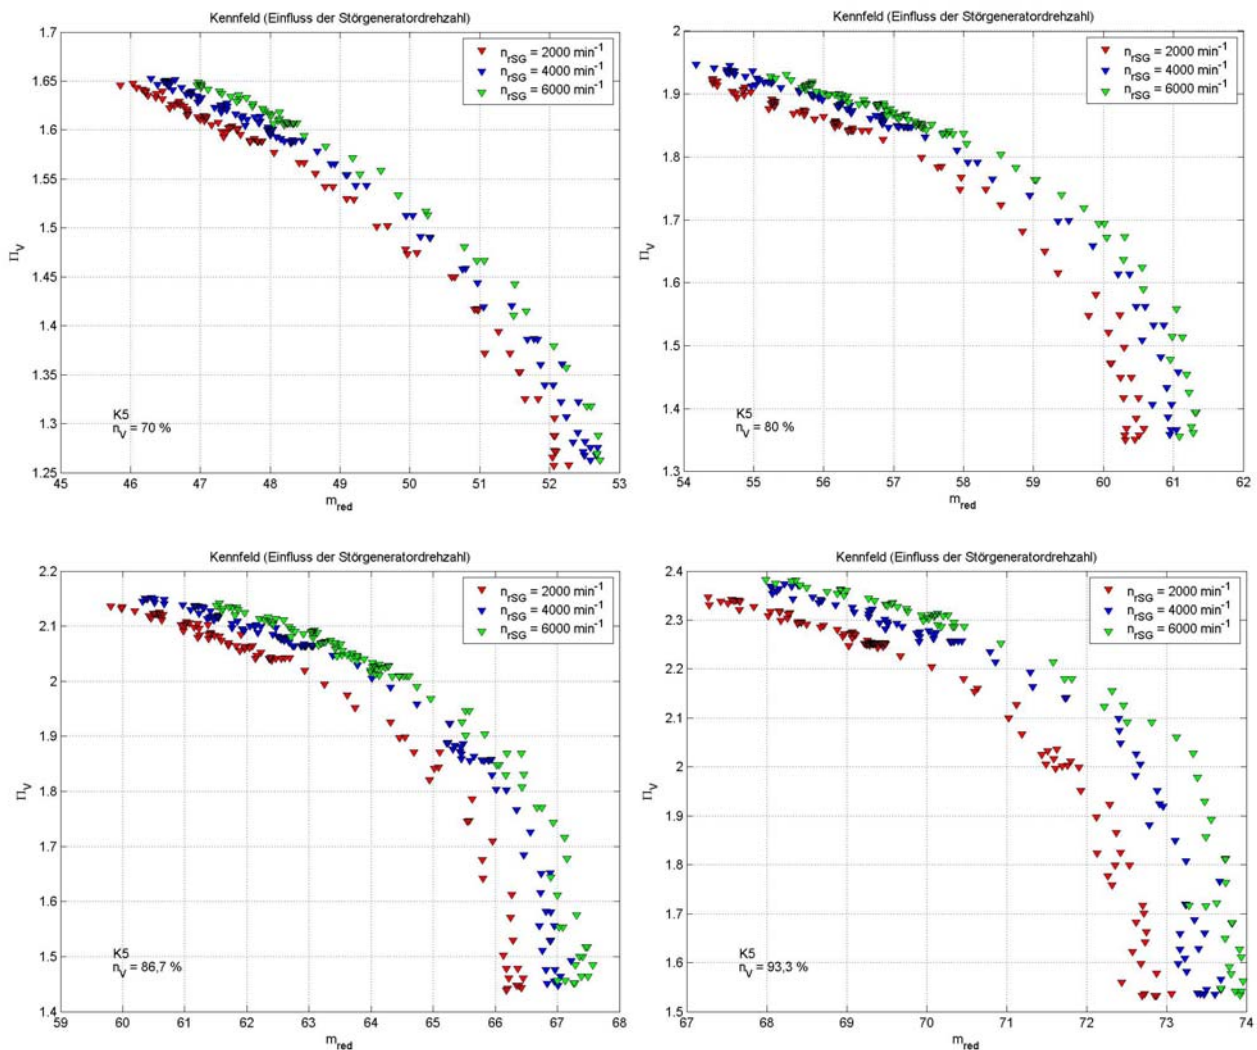 Kennfeld (Einfluss der Störgeneratordrehzahl)
1.7
1.65
1.6
1.55
1.5
1.45
1.4
1.35
1.3
1.25
Π_V
n_rSG = 2000 min⁻¹
n_rSG = 4000 min⁻¹
n_rSG = 6000 min⁻¹
K5
n_V = 70 %
45 46 47 48 49 50 51 52 53
m_red
Kennfeld (Einfluss der Störgeneratordrehzahl)
2
1.9
1.8
1.7
1.6
1.5
1.4
1.3
Π_V
n_rSG = 2000 min⁻¹
n_rSG = 4000 min⁻¹
n_rSG = 6000 min⁻¹
K5
n_V = 80 %
54 55 56 57 58 59 60 61 62
m_red
Kennfeld (Einfluss der Störgeneratordrehzahl)
2.2
2.1
2
1.9
1.8
1.7
1.6
1.5
1.4
Π_V
n_rSG = 2000 min⁻¹
n_rSG = 4000 min⁻¹
n_rSG = 6000 min⁻¹
K5
n_V = 86,7 %
59 60 61 62 63 64 65 66 67 68
m_red
Kennfeld (Einfluss der Störgeneratordrehzahl)
2.4
2.3
2.2
2.1
2
1.9
1.8
1.7
1.6
1.5
Π_V
n_rSG = 2000 min⁻¹
n_rSG = 4000 min⁻¹
n_rSG = 6000 min⁻¹
K5
n_V = 93,3 %
67 68 69 70 71 72 73 74
m_red